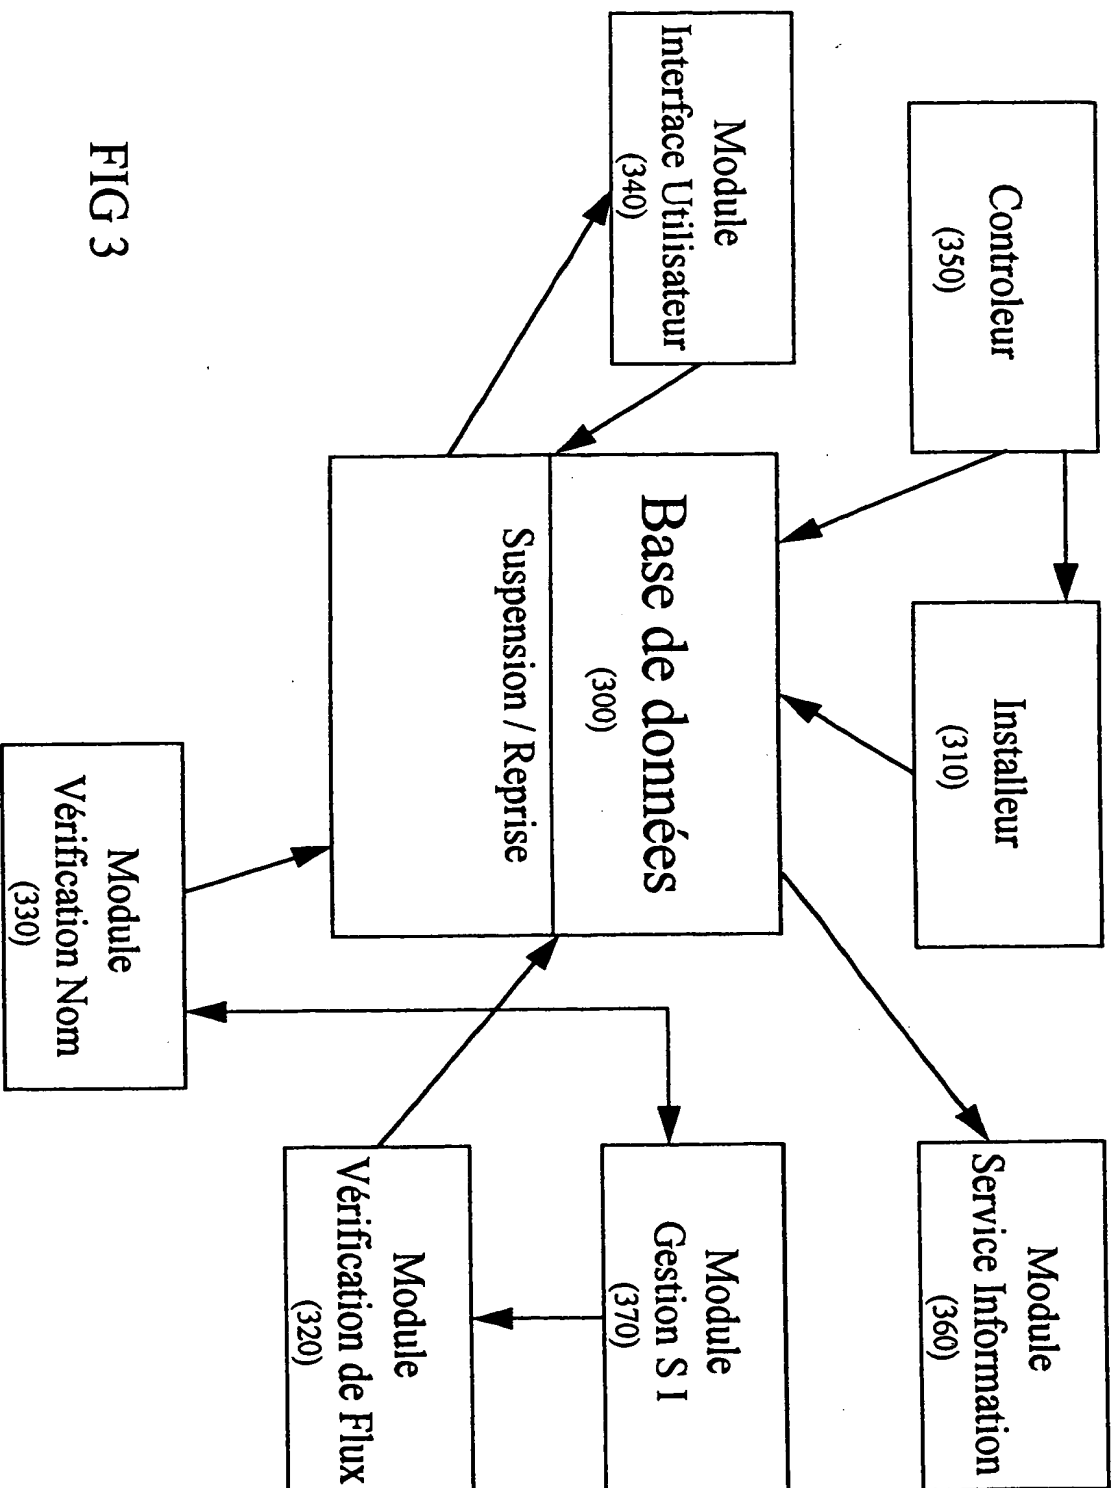 Controleur
(350)
Installeur
(310)
Module
Service Information
(360)
Module
Interface Utilisateur
(340)
Base de données
(300)
Suspension / Reprise
Module
Gestion S I
(370)
Module
Vérification de Flux
(320)
Module
Vérification Nom
(330)
FIG 3